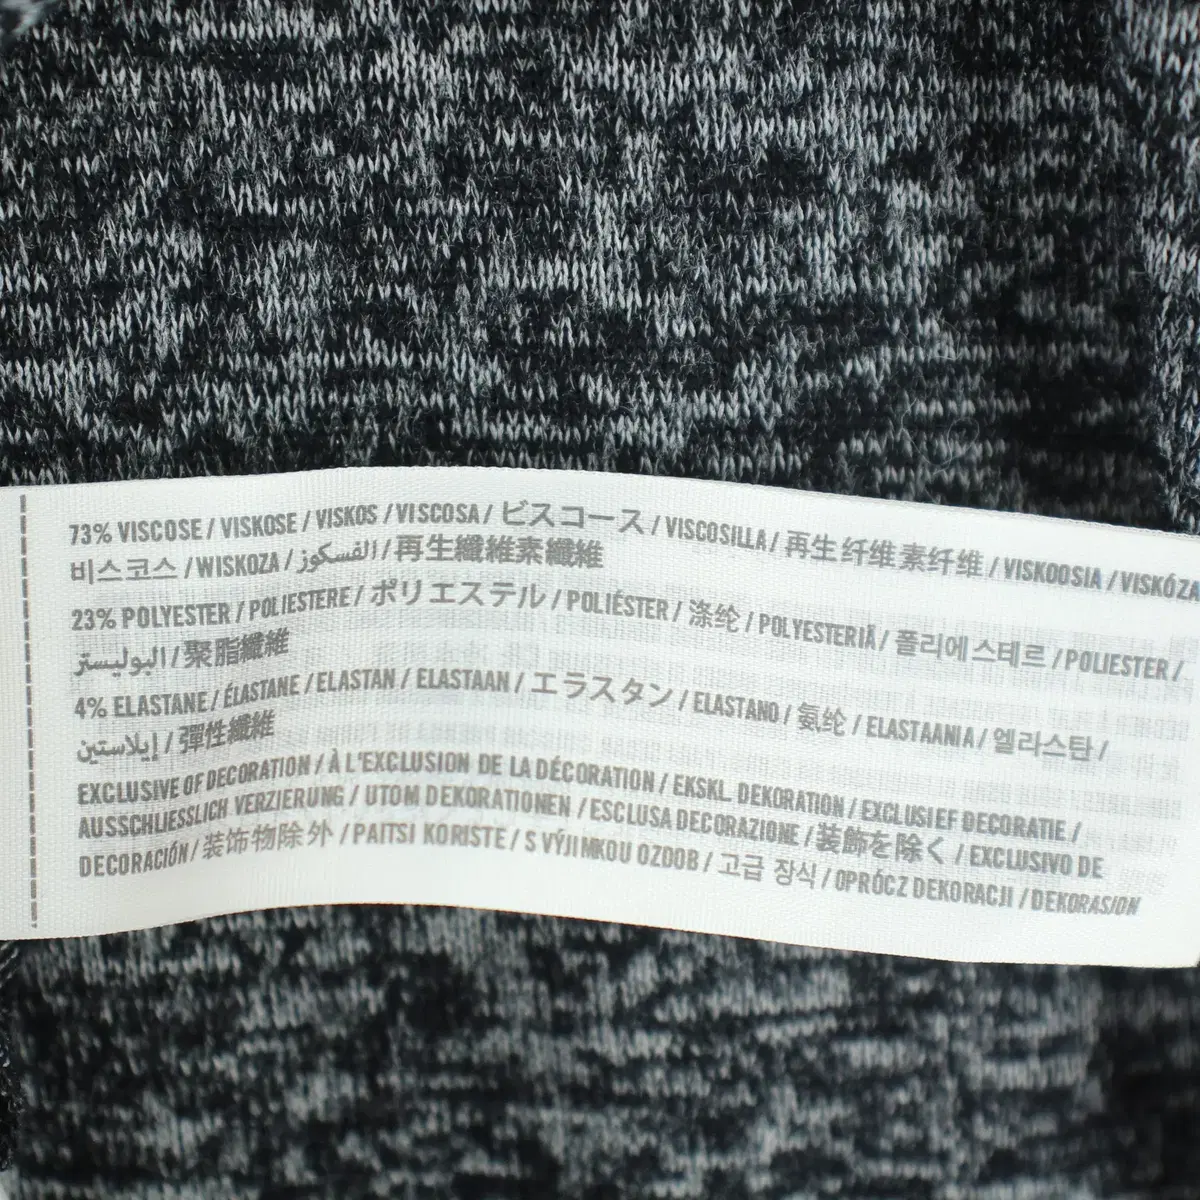 73% VISCOSE / VISKOSE / VISKOS / VISCOSA / ビスコース / VISCOSILLA / 再生纤维素纤维 / VISKOOSIA / VISKÓZA
비스코스 / WISKOZA / الفسكوز / 再生纖維素纖維
23% POLYESTER / POLIESTERE / ポリエステル / POLIÉSTER / 涤纶 / POLYESTERIÄ / 폴리에스테르 / POLIESTER /
البوليستر / 聚脂纖維
4% ELASTANE / ÉLASTANE / ELASTAN / ELASTAAN / エラスタン / ELASTANO / 氨纶 / ELASTAANIA / 엘라스탄 /
إيلاستين / 彈性纖維
EXCLUSIVE OF DECORATION / À L'EXCLUSION DE LA DÉCORATION / EKSKL. DEKORATION / EXCLUSIEF DECORATIE /
AUSSCHLIESSLICH VERZIERUNG / UTOM DEKORATIONEN / ESCLUSA DECORAZIONE / 装飾を除く / EXCLUSIVO DE
DECORACIÓN / 装饰物除外 / PAITSI KORISTE / S VÝJIMKOU OZDOB / 고급 장식 / OPRÓCZ DEKORACJI / DEKORASION